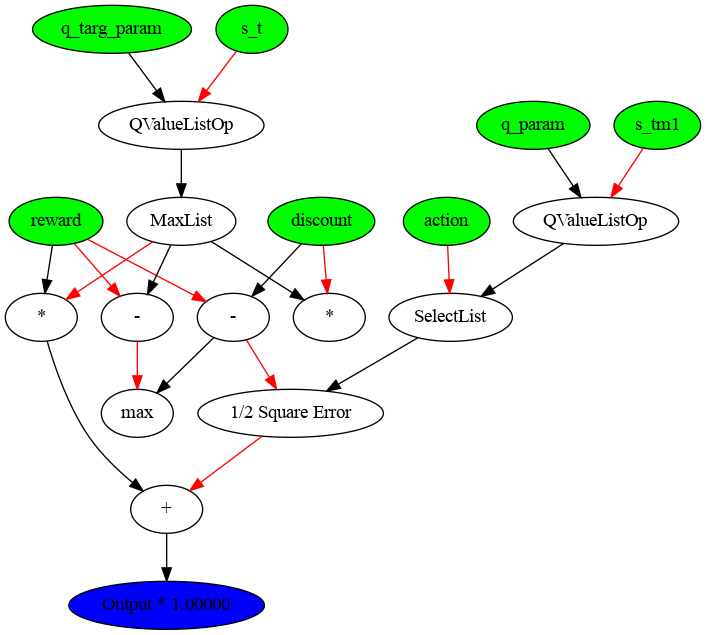 q_targ_param
s_t
QValueListOp
q_param
s_tm1
reward
MaxList
discount
action
QValueListOp
*
-
-
*
SelectList
max
1/2 Square Error
+
Output * 1.00000